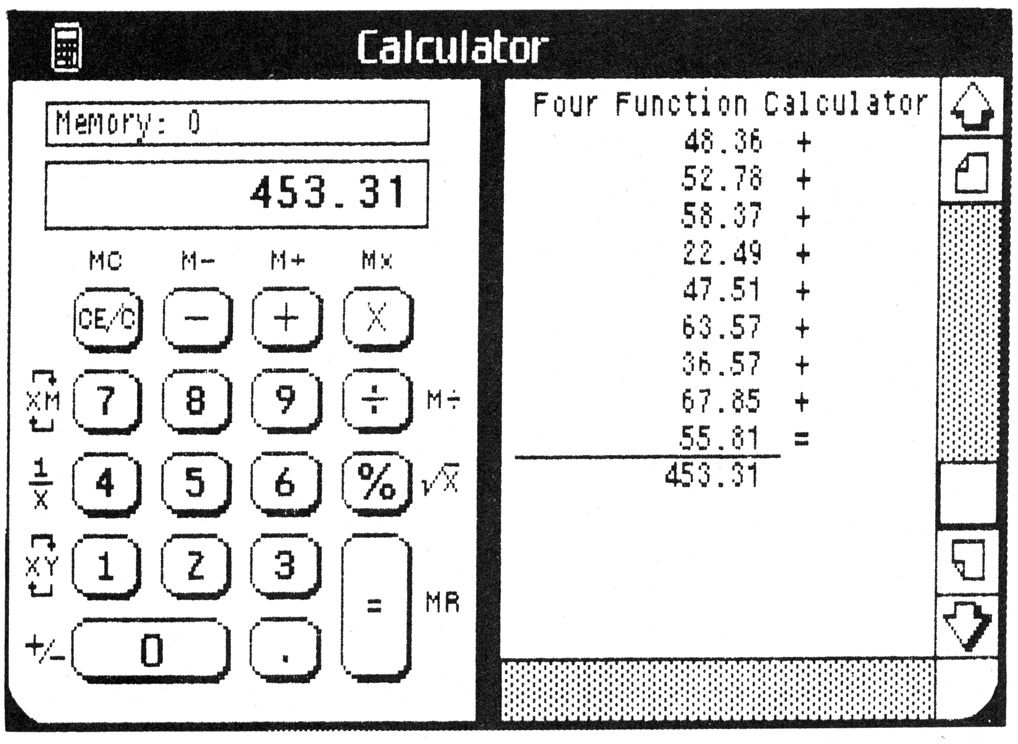 Calculator
Memory: 0
453.31
MC M- M+ Mx
CE/C - + X
XM 7 8 9 ÷ M÷
1/X 4 5 6 % √x
XY 1 2 3 = MR
+/- 0 .
Four Function Calculator
48.36 +
52.78 +
58.37 +
22.49 +
47.51 +
63.57 +
36.57 +
67.85 +
55.81 =
453.31